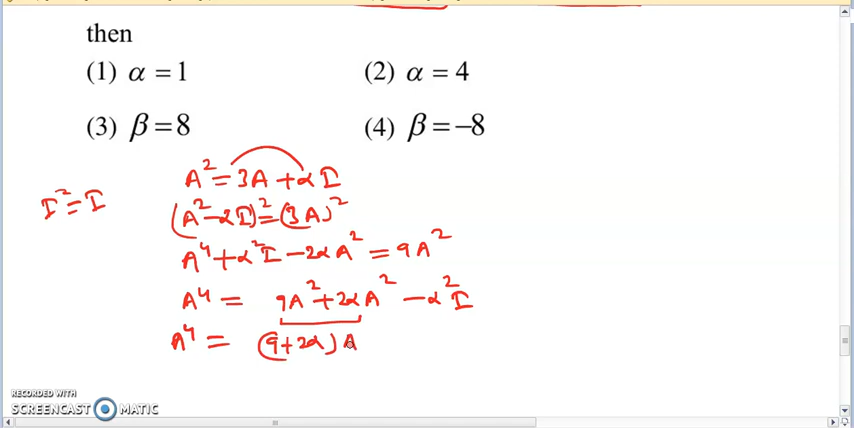 then
(1) α = 1 (2) α = 4
(3) β = 8 (4) β = –8
A² = 3A + αI
I² = I
(A² – αI)² = (3A)²
A⁴ + α²I – 2αA² = 9A²
A⁴ = 9A² + 2αA² – α²I
A⁴ = (9+2α) A
RECORDED WITH
SCREENCAST MATIC